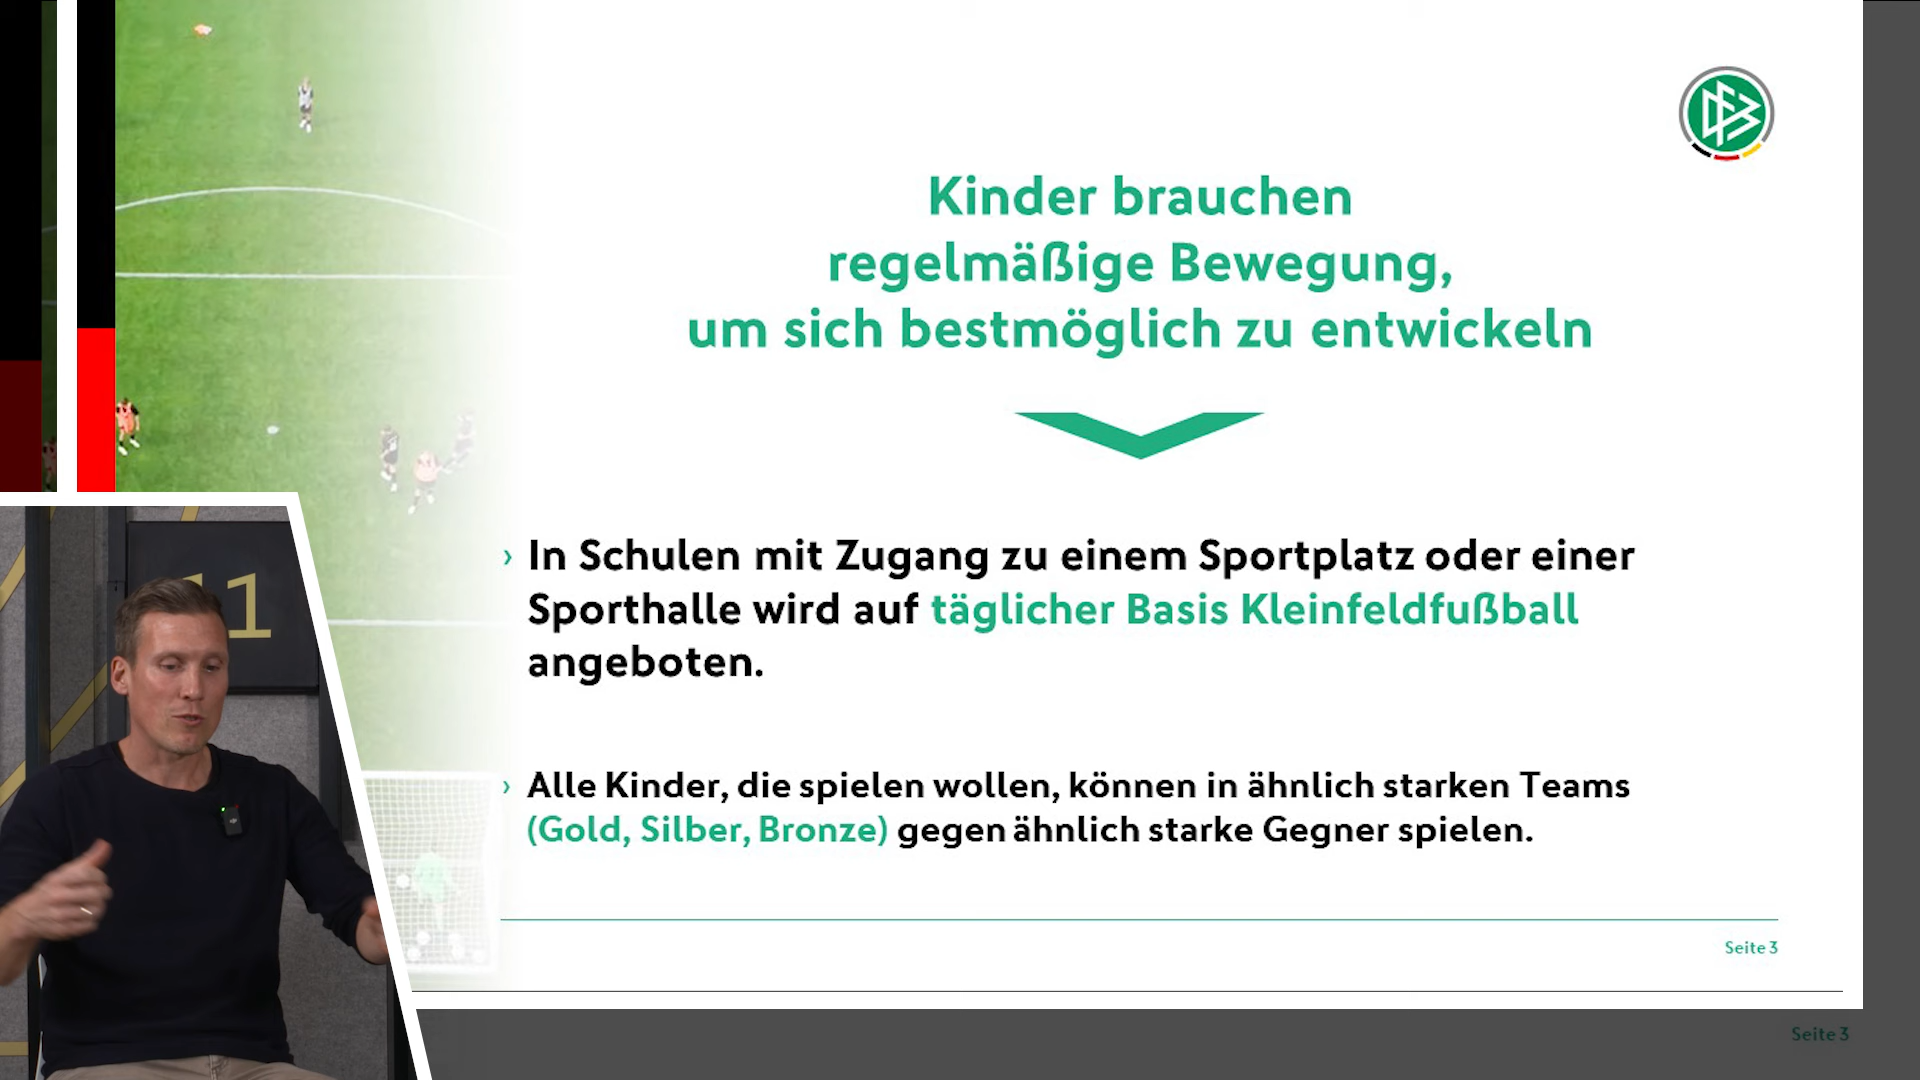 DFB
Kinder brauchen
regelmäßige Bewegung,
um sich bestmöglich zu entwickeln
› In Schulen mit Zugang zu einem Sportplatz oder einer
Sporthalle wird auf täglicher Basis Kleinfeldfußball
angeboten.
› Alle Kinder, die spielen wollen, können in ähnlich starken Teams
(Gold, Silber, Bronze) gegen ähnlich starke Gegner spielen.
Seite 3
Seite 3